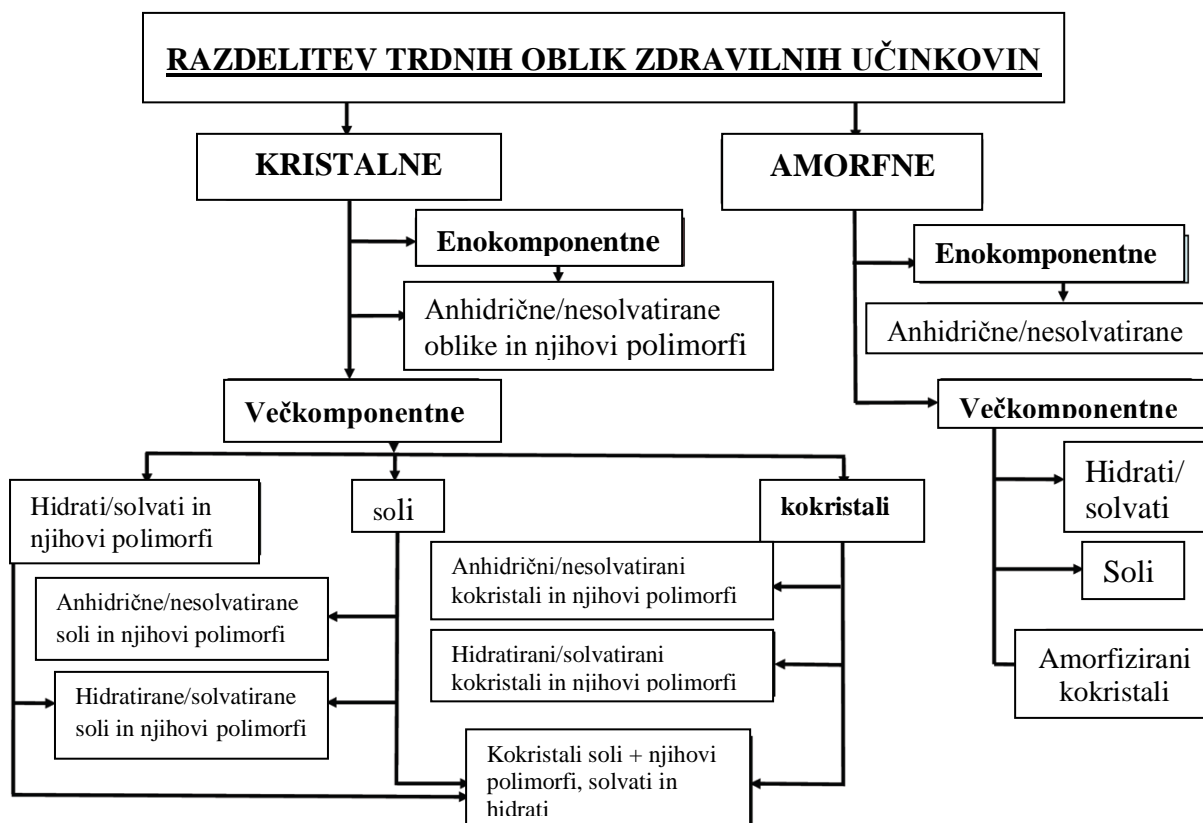 RAZDELITEV TRDNIH OBLIK ZDRAVILNIH UČINKOVIN
KRISTALNE
AMORFNE
Enokomponentne
Anhidrične/nesolvatirane
oblike in njihovi polimorfi
Enokomponentne
Anhidrične/nesolvatirane
Večkomponentne
Večkomponentne
Hidrati/solvati in
njihovi polimorfi
soli
kokristali
Anhidrične/nesolvatirane
soli in njihovi polimorfi
Hidratirane/solvatirane
soli in njihovi polimorfi
Anhidrični/nesolvatirani
kokristali in njihovi polimorfi
Hidratirani/solvatirani
kokristali in njihovi polimorfi
Kokristali soli + njihovi
polimorfi, solvati in
hidrati
Hidrati/
solvati
Soli
Amorfizirani
kokristali